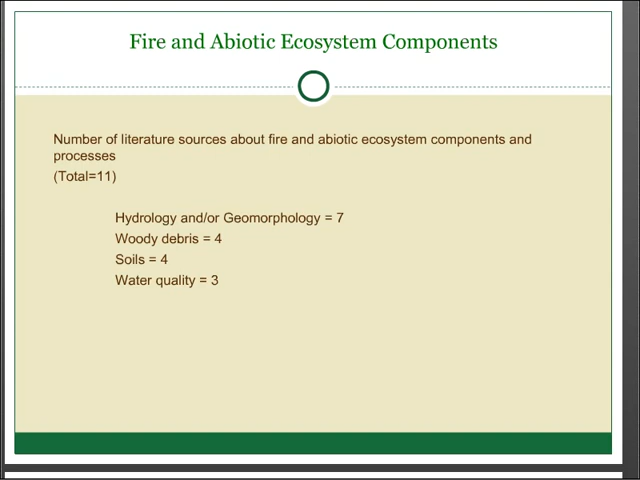 Fire and Abiotic Ecosystem Components
Number of literature sources about fire and abiotic ecosystem components and
processes
(Total=11)
Hydrology and/or Geomorphology = 7
Woody debris = 4
Soils = 4
Water quality = 3